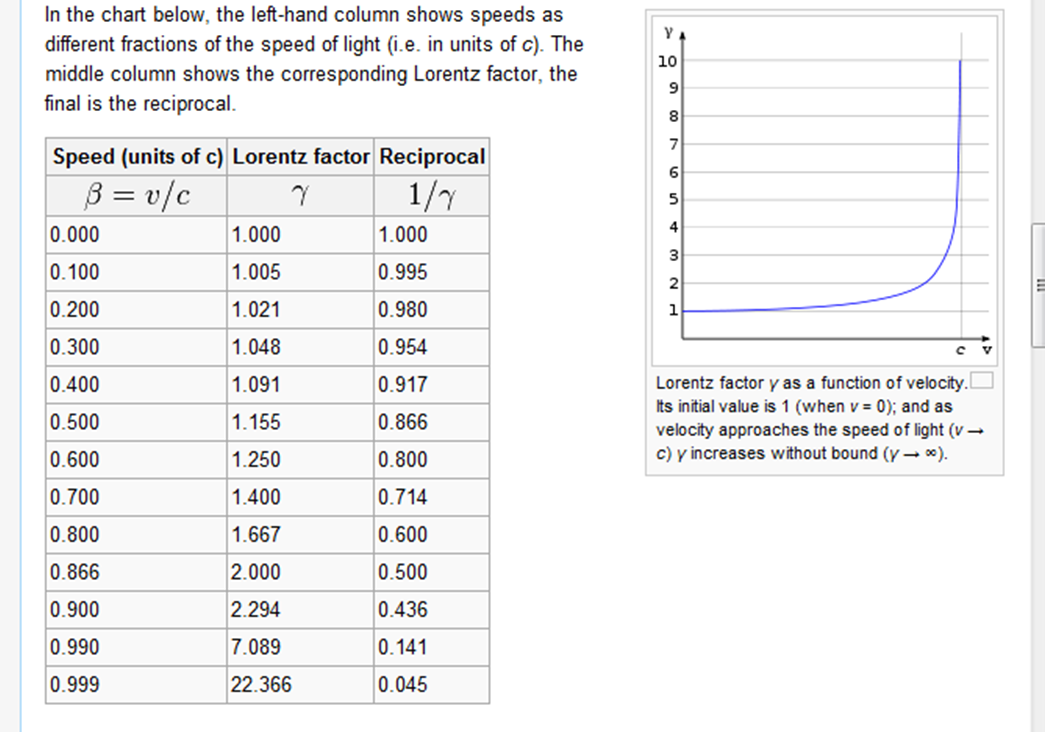 In the chart below, the left-hand column shows speeds as
different fractions of the speed of light (i.e. in units of c). The
middle column shows the corresponding Lorentz factor, the
final is the reciprocal.
Speed (units of c) Lorentz factor Reciprocal
β = v/c γ 1/γ
0.000 1.000 1.000
0.100 1.005 0.995
0.200 1.021 0.980
0.300 1.048 0.954
0.400 1.091 0.917
0.500 1.155 0.866
0.600 1.250 0.800
0.700 1.400 0.714
0.800 1.667 0.600
0.866 2.000 0.500
0.900 2.294 0.436
0.990 7.089 0.141
0.999 22.366 0.045
γ
10
9
8
7
6
5
4
3
2
1
c v
Lorentz factor γ as a function of velocity.
Its initial value is 1 (when v = 0); and as
velocity approaches the speed of light (v →
c) γ increases without bound (γ → ∞).